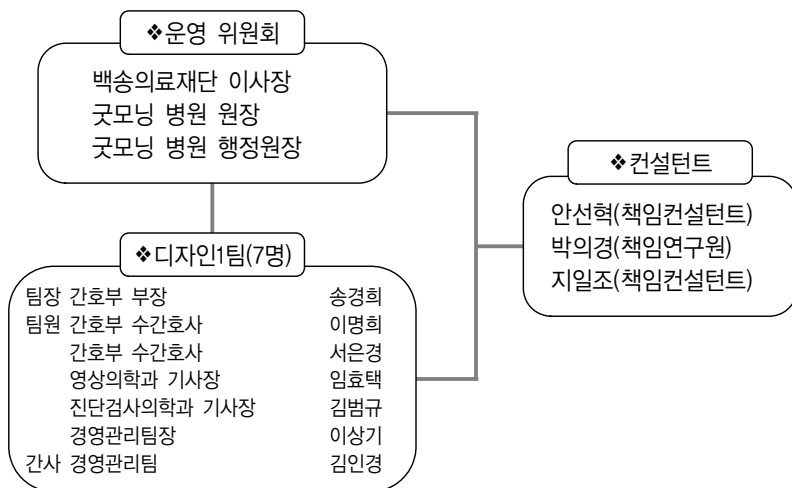 ❖운영 위원회
백송의료재단 이사장
굿모닝 병원 원장
굿모닝 병원 행정원장
❖디자인1팀(7명)
팀장 간호부 부장 송경희
팀원 간호부 수간호사 이명희
간호부 수간호사 서은경
영상의학과 기사장 임효택
진단검사의학과 기사장 김범규
경영관리팀장 이상기
간사 경영관리팀 김인경
❖컨설턴트
안선혁(책임컨설턴트)
박의경(책임연구원)
지일조(책임컨설턴트)